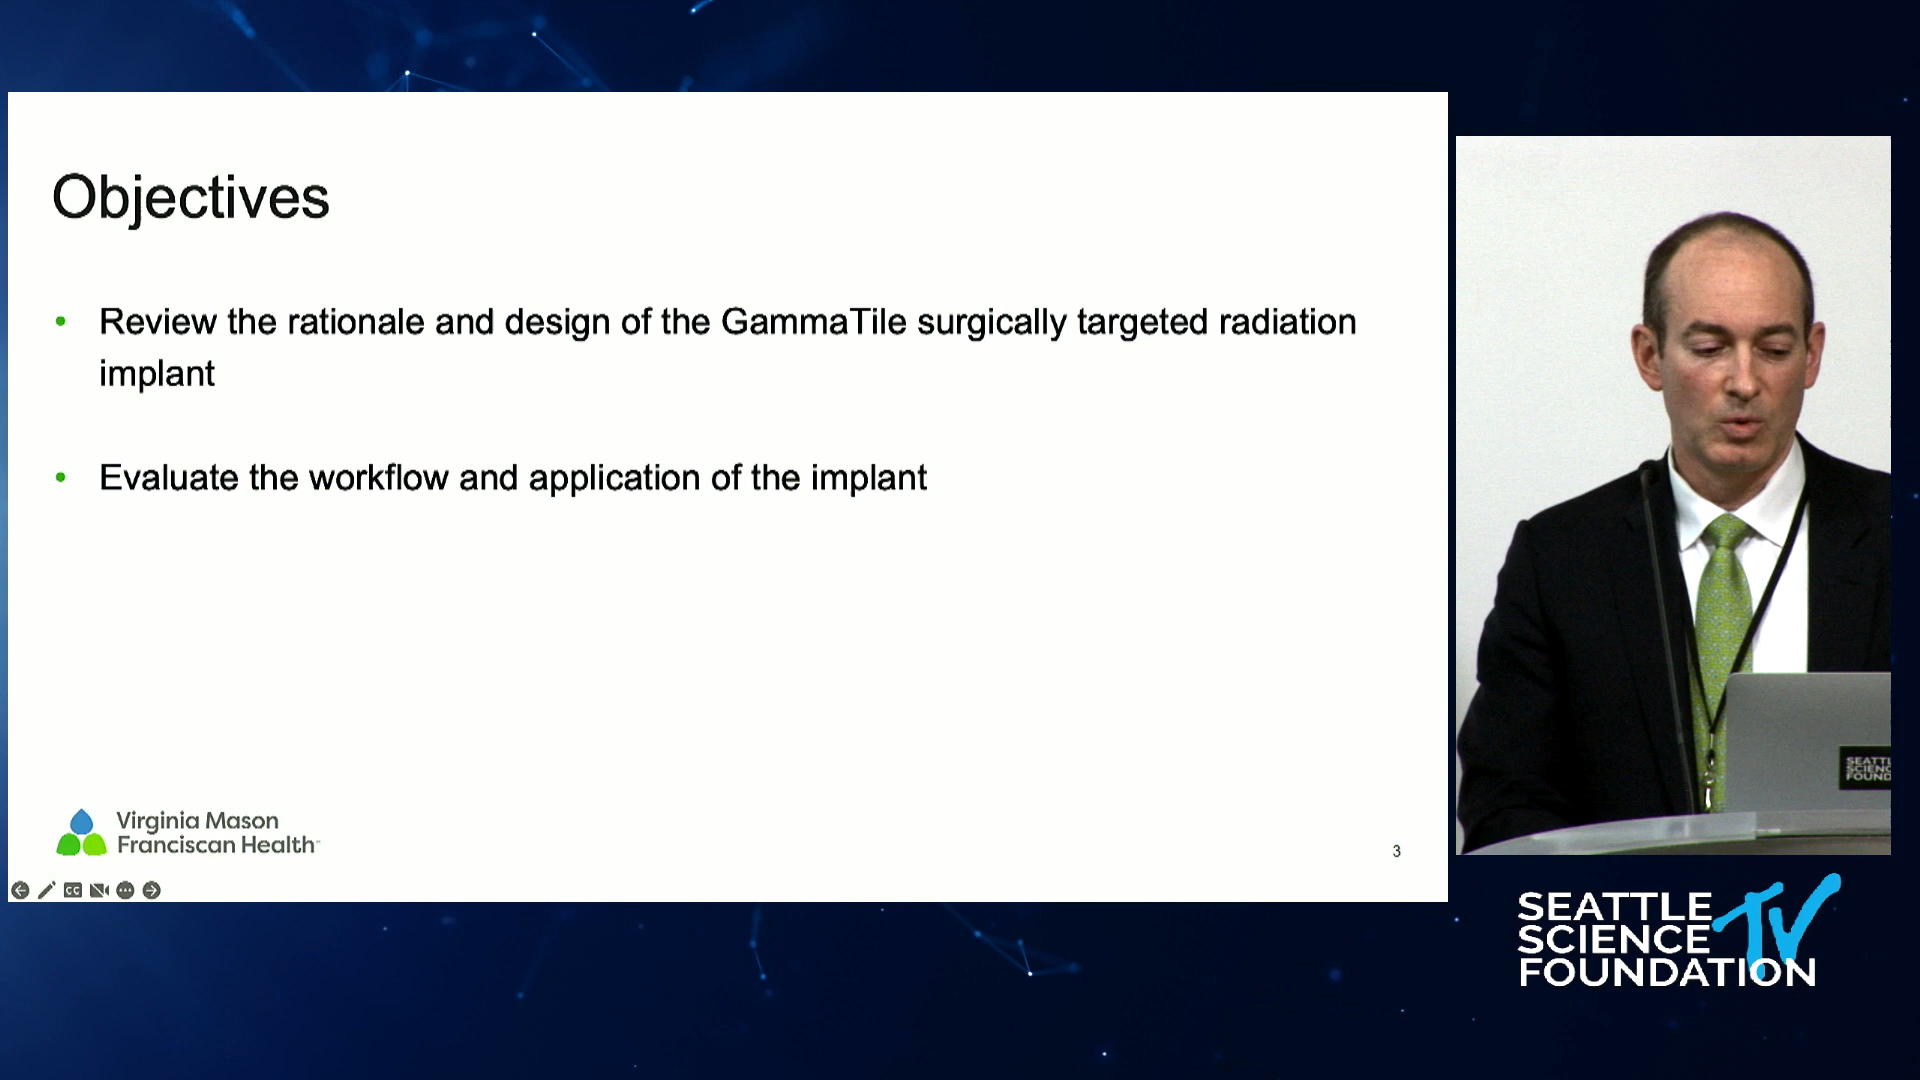 Objectives
• Review the rationale and design of the GammaTile surgically targeted radiation
implant
• Evaluate the workflow and application of the implant
Virginia Mason
Franciscan Health
3
CC
SEATTLE
SCIENCE
FOUNDATION
TV